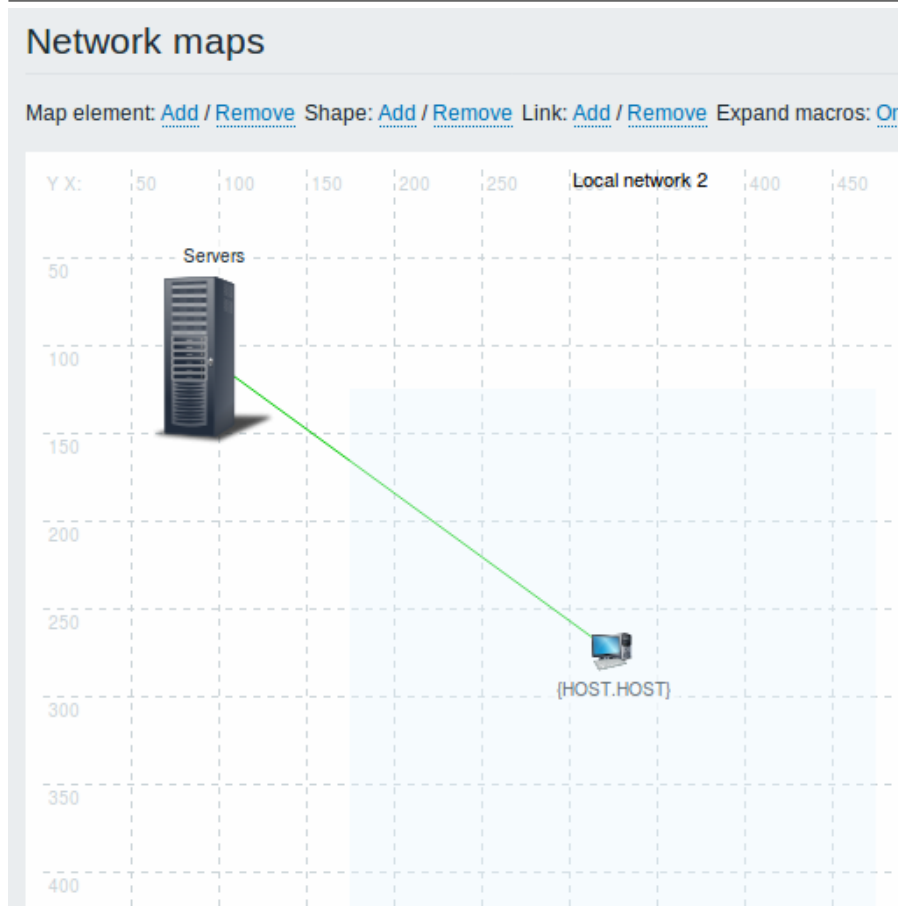 Network maps
Map element: Add / Remove Shape: Add / Remove Link: Add / Remove Expand macros:
Y X: 50 100 150 200 250 Local network 2 400 450
Servers
50
100
150
200
250
{HOST.HOST}
300
350
400